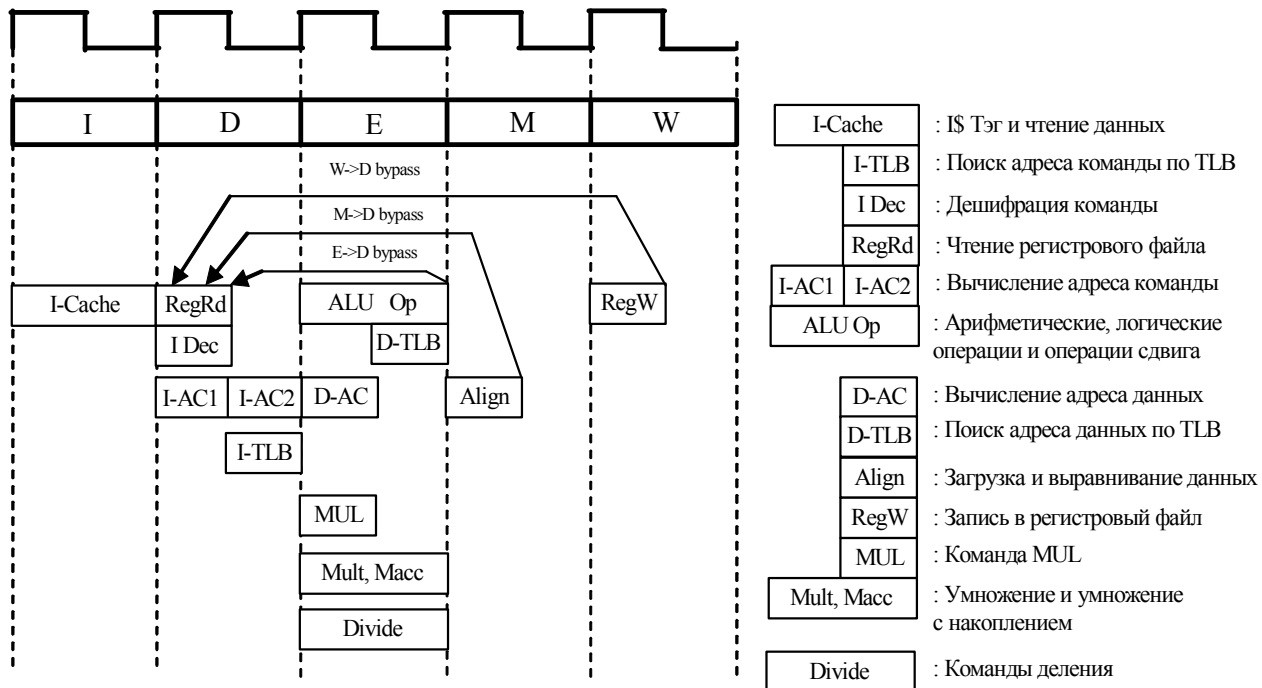 I D E M W
W->D bypass
M->D bypass
E->D bypass
I-Cache RegRd ALU Op RegW
I Dec D-TLB
I-AC1 I-AC2 D-AC Align
I-TLB
MUL
Mult, Macc
Divide
I-Cache : I$ Тэг и чтение данных
I-TLB : Поиск адреса команды по TLB
I Dec : Дешифрация команды
RegRd : Чтение регистрового файла
I-AC1 I-AC2 : Вычисление адреса команды
ALU Op : Арифметические, логические
операции и операции сдвига
D-AC : Вычисление адреса данных
D-TLB : Поиск адреса данных по TLB
Align : Загрузка и выравнивание данных
RegW : Запись в регистровый файл
MUL : Команда MUL
Mult, Macc : Умножение и умножение
с накоплением
Divide : Команды деления